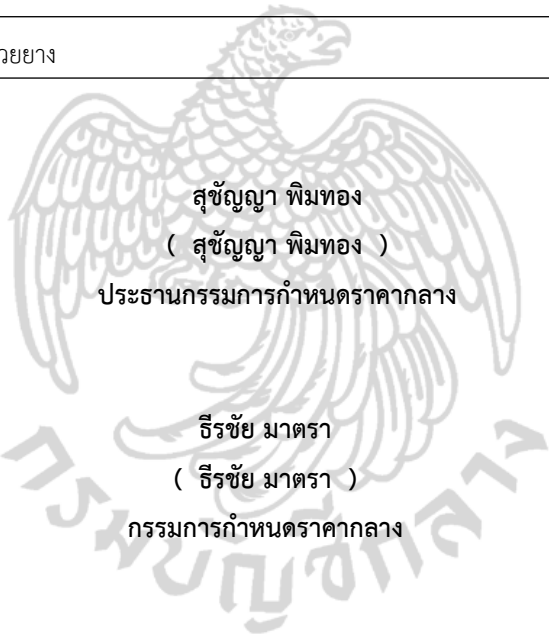 วยยาง
สุชัญญา พิมทอง
( สุชัญญา พิมทอง )
ประธานกรรมการกำหนดราคากลาง
ธีรชัย มาตรา
( ธีรชัย มาตรา )
กรรมการกำหนดราคากลาง
กรมบัญชีกลาง